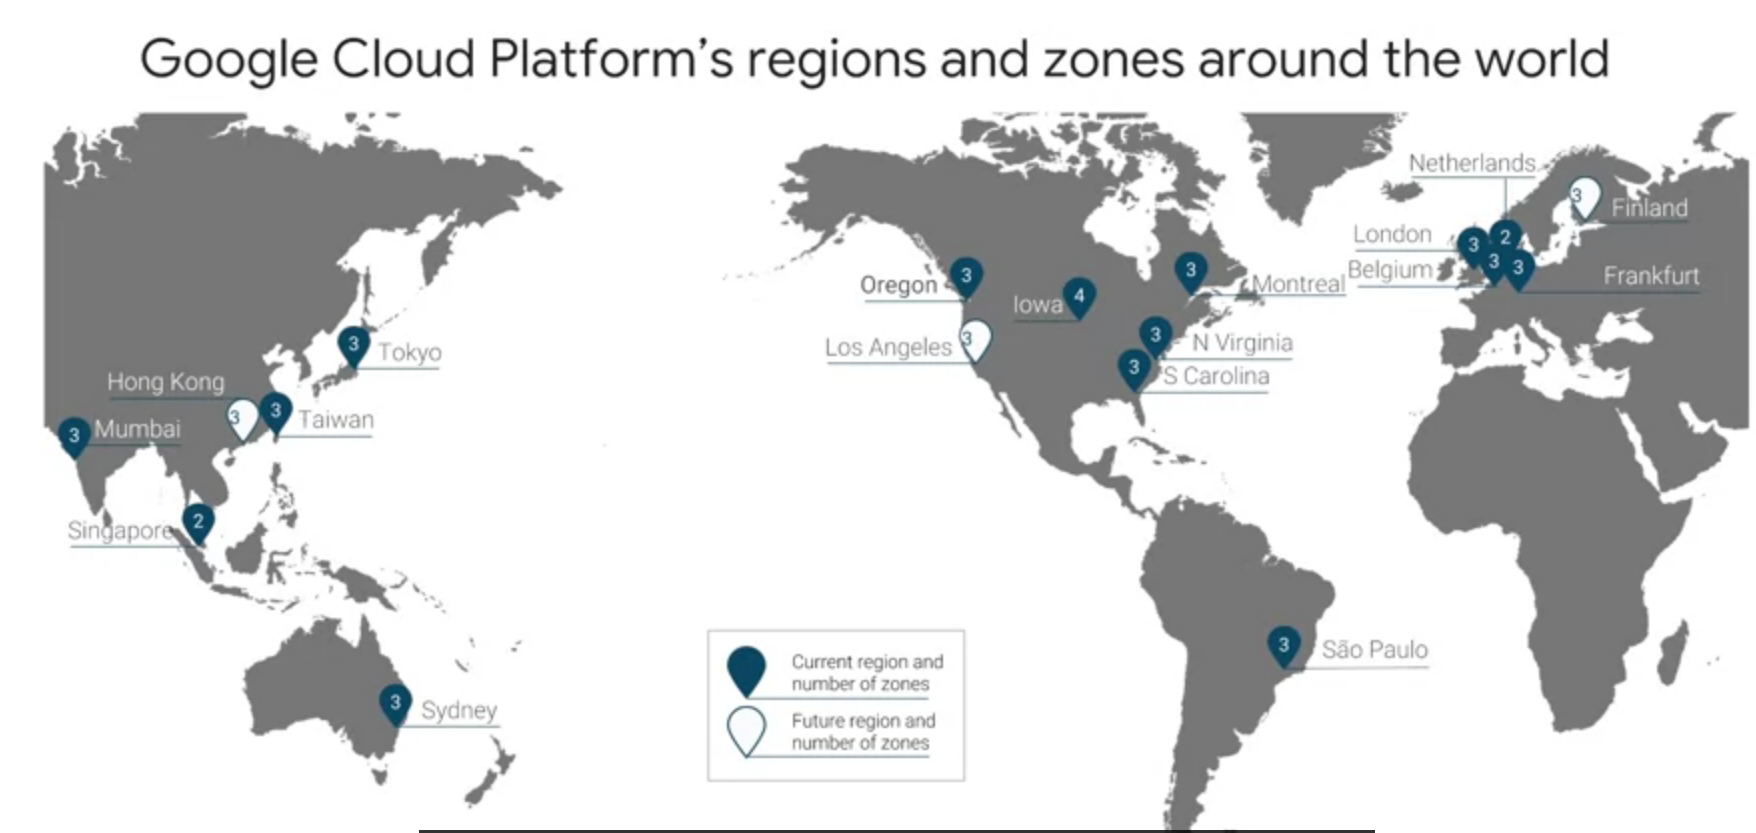 Google Cloud Platform’s regions and zones around the world
Netherlands
3
Finland
London
3
2
Belgium
3
3
Frankfurt
Oregon
3
Iowa
4
3
Montreal
Los Angeles
3
3
N Virginia
3
S Carolina
3
Tokyo
Hong Kong
3
3
Taiwan
3
Mumbai
Singapore
2
3
São Paulo
3
Sydney
Current region and
number of zones
Future region and
number of zones